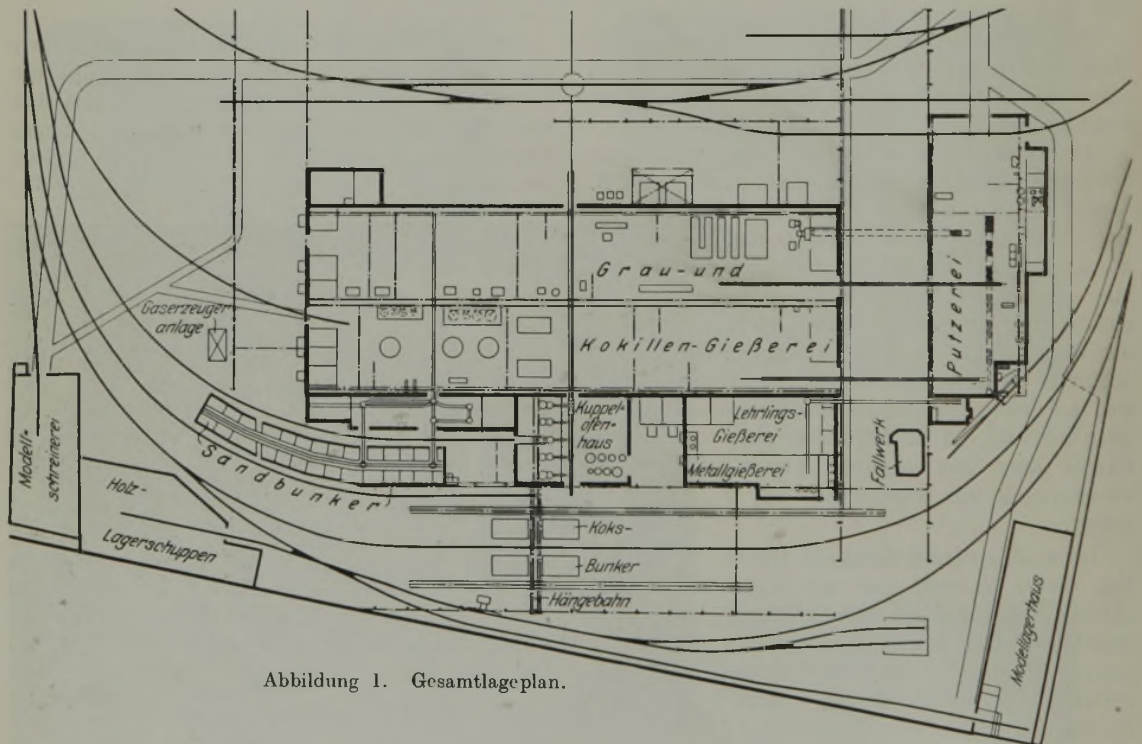 Grau- und
Kokillen-Gießerei
Putzerei
Gaserzeuger
anlage
Kuppel-
ofen-
haus
Lehrlings-
Gießerei
Metallgießerei
Fallwerk
Modell-
schreinerei
Sandbunker
Holz-
Lagerschuppen
Koks-
Bunker
Hängebahn
Modellagerhaus
Abbildung 1. Gesamtlageplan.